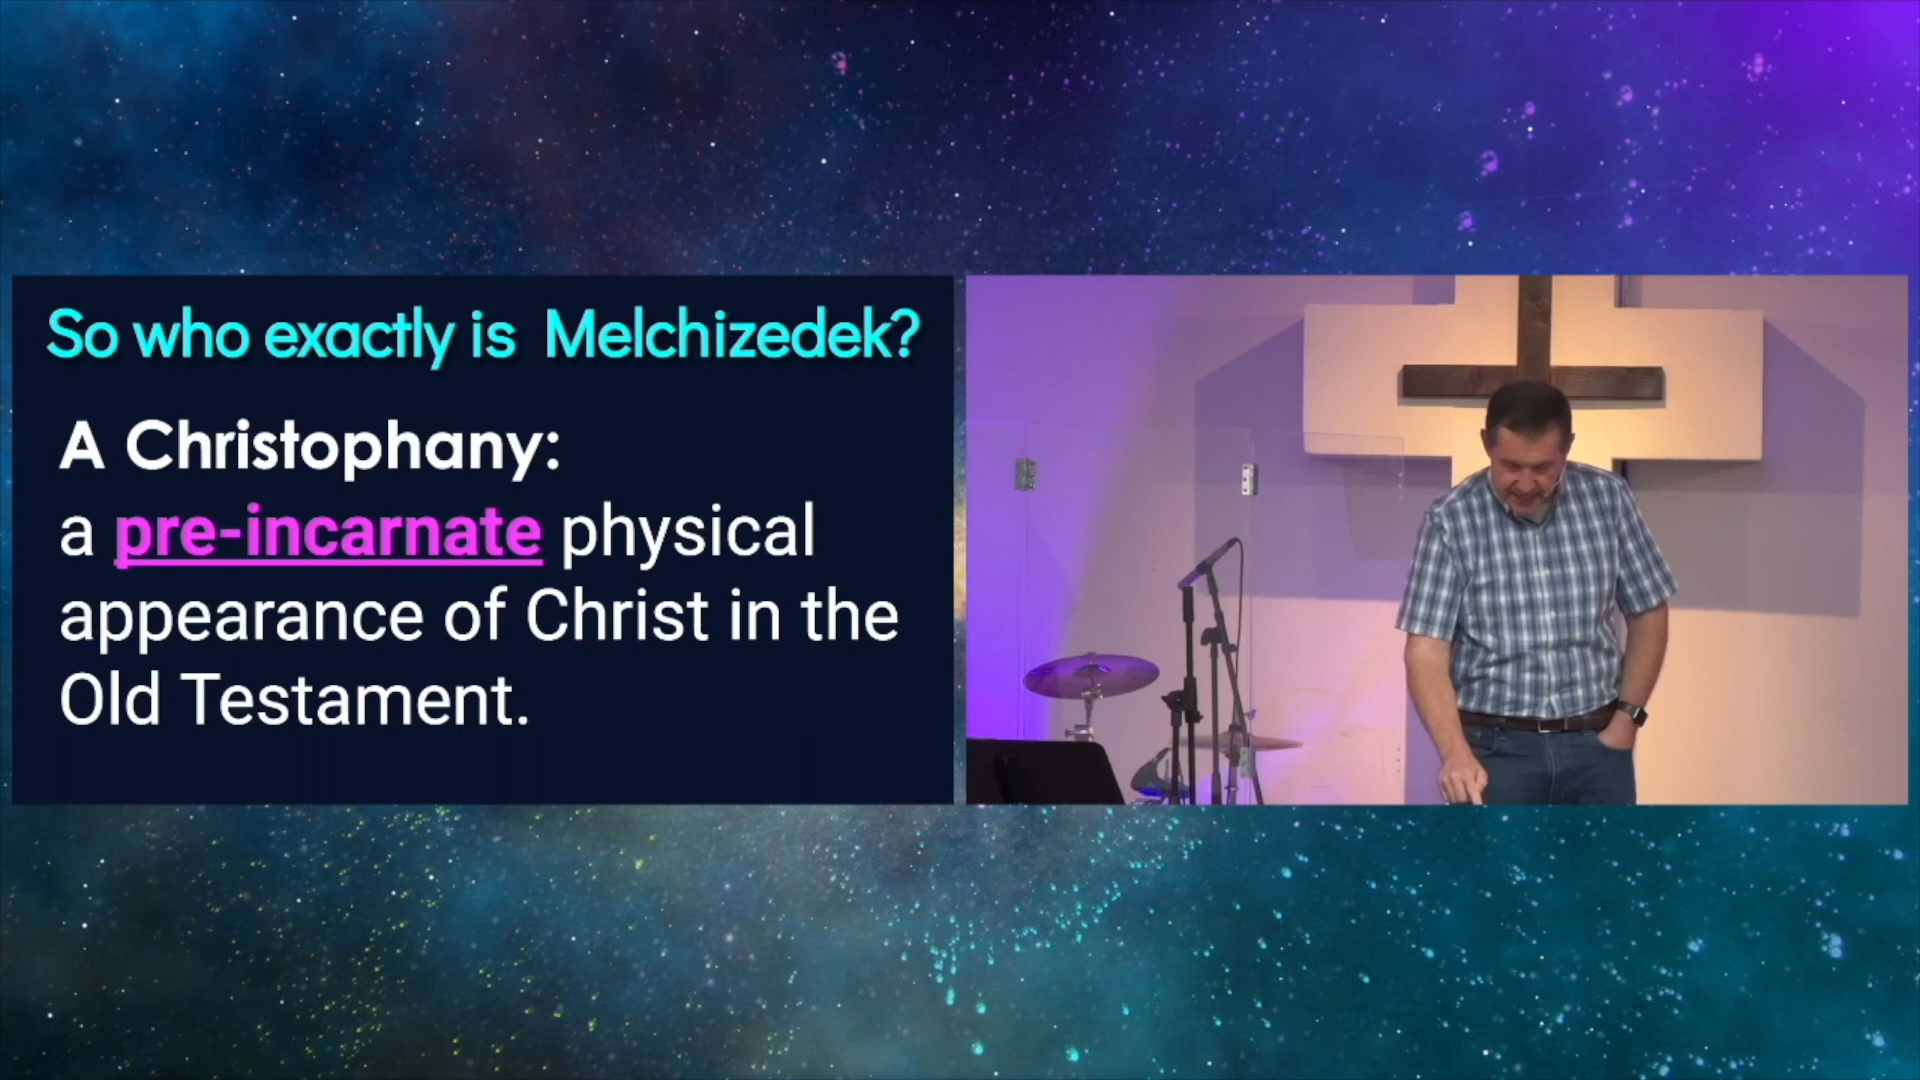 So who exactly is Melchizedek?
A Christophany:
a pre-incarnate physical
appearance of Christ in the
Old Testament.